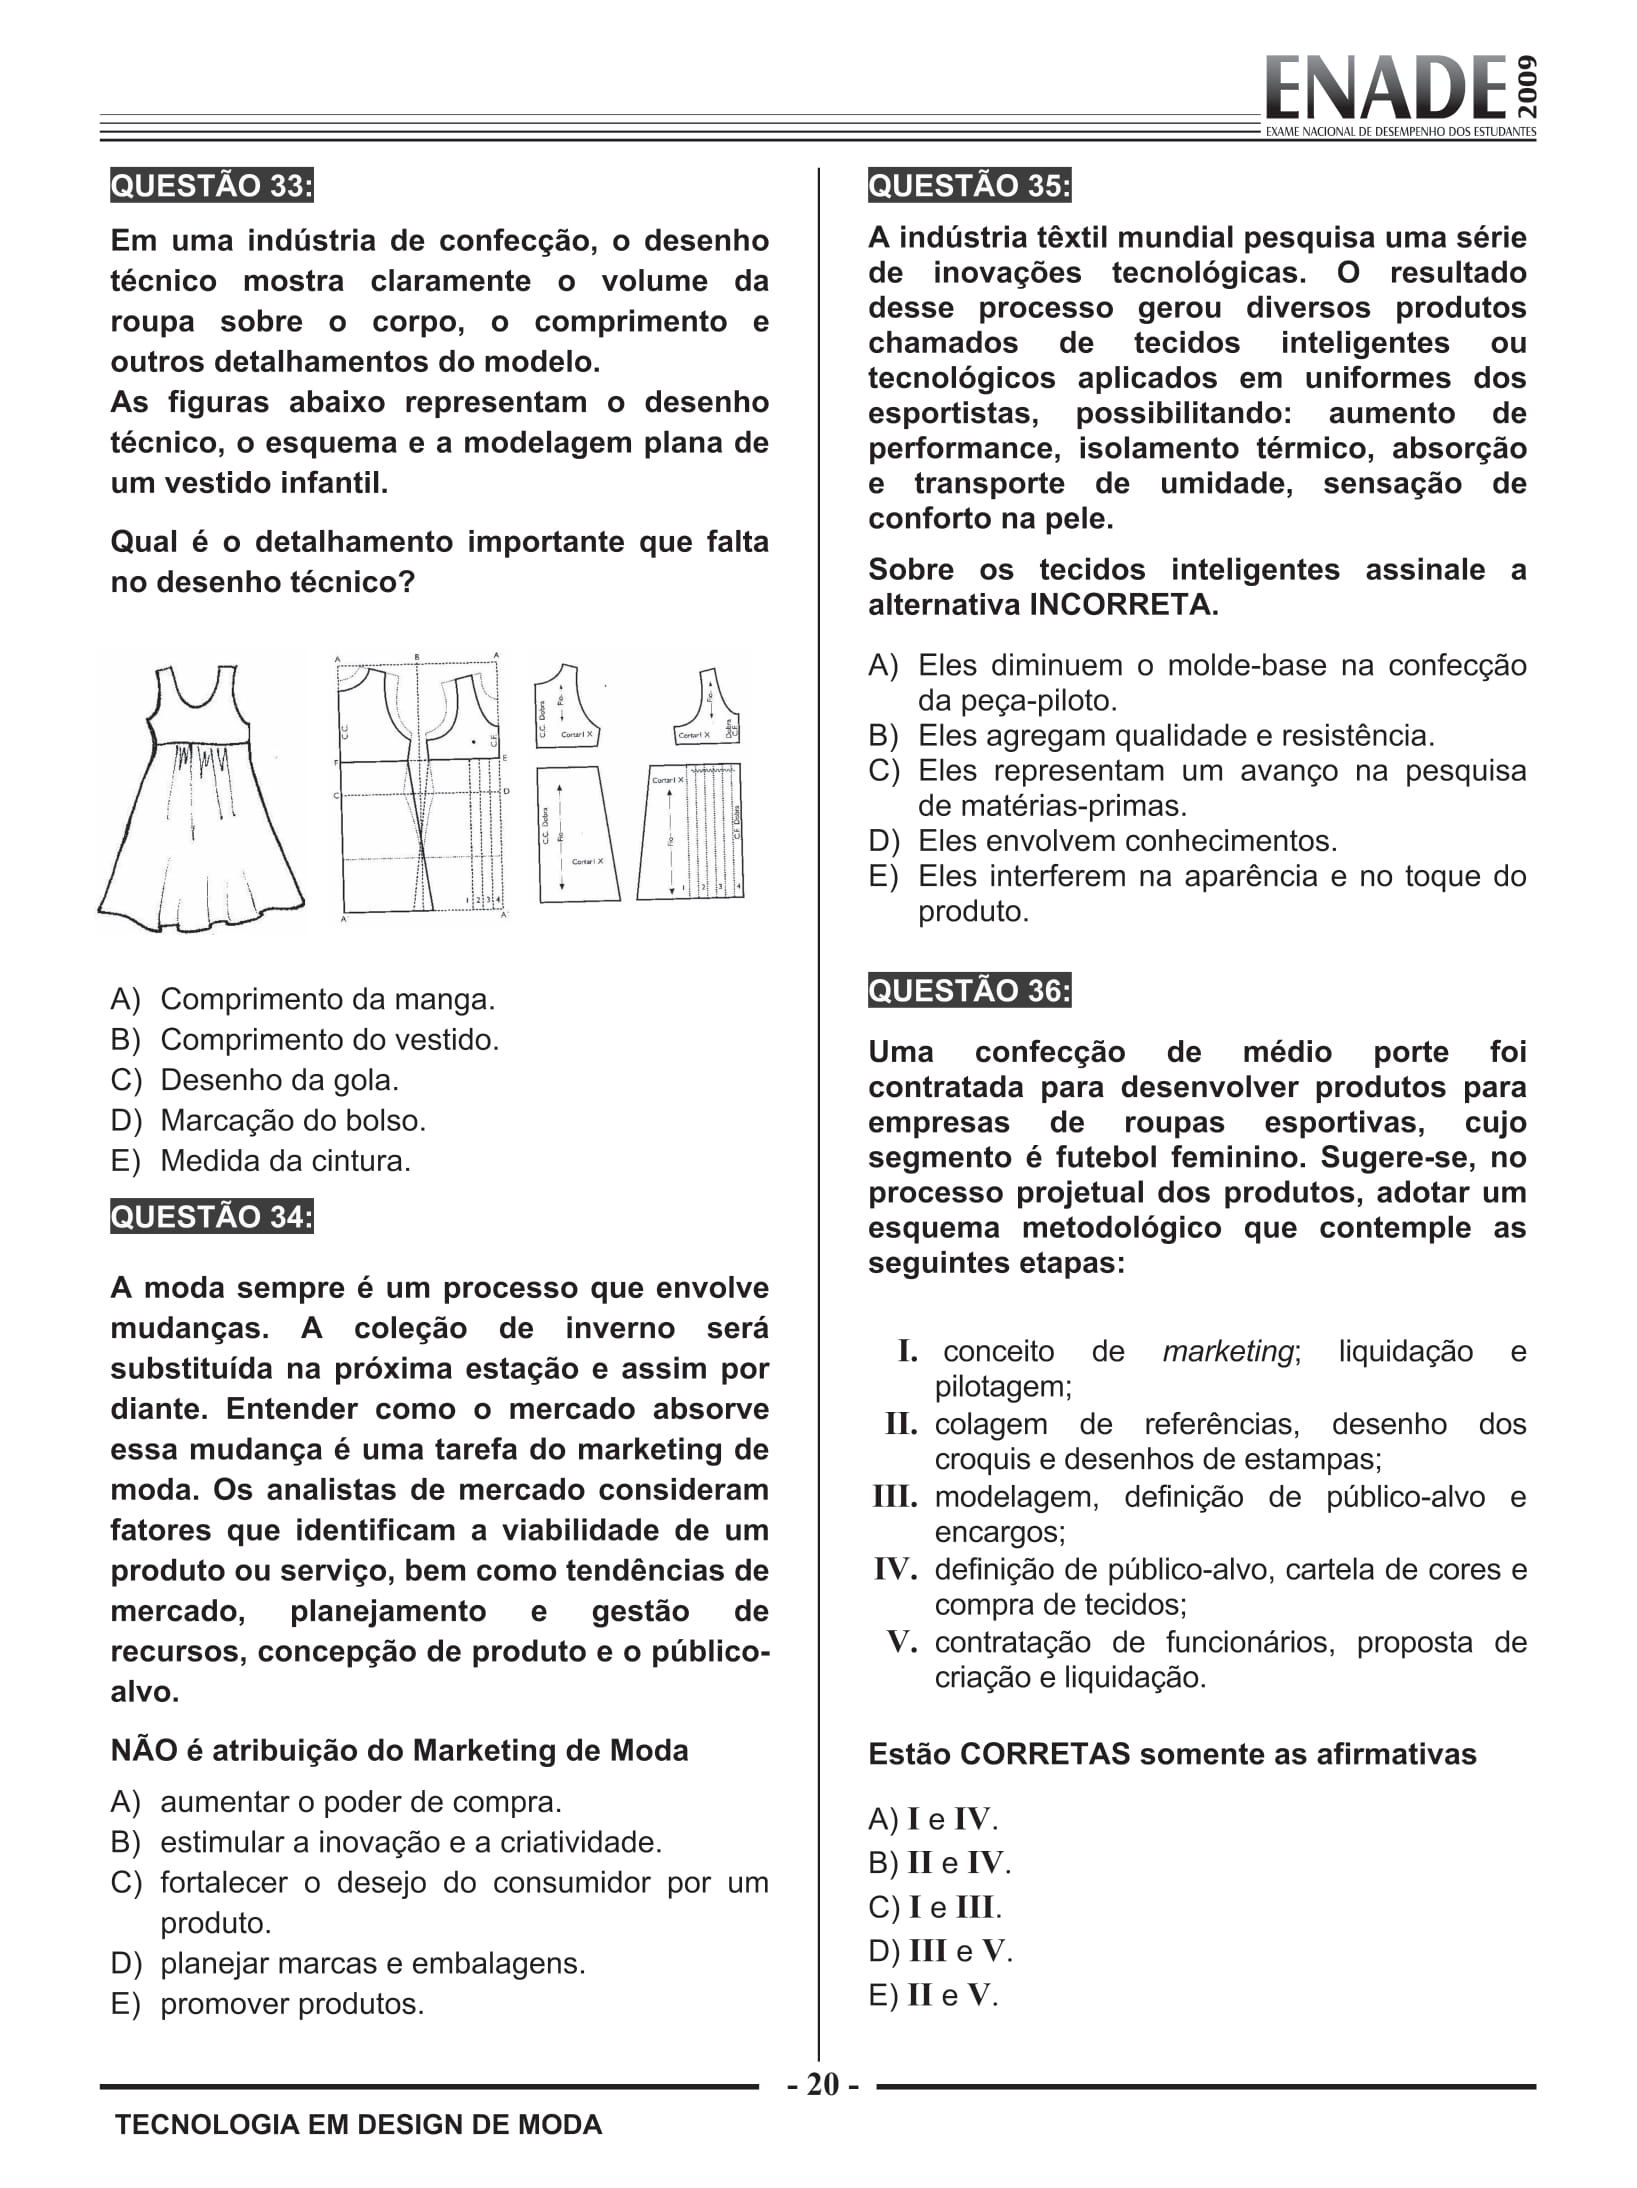 ENADE 2009
EXAME NACIONAL DE DESEMPENHO DOS ESTUDANTES
QUESTÃO 33:
Em uma indústria de confecção, o desenho
técnico mostra claramente o volume da
roupa sobre o corpo, o comprimento e
outros detalhamentos do modelo.
As figuras abaixo representam o desenho
técnico, o esquema e a modelagem plana de
um vestido infantil.
Qual é o detalhamento importante que falta
no desenho técnico?
A B A
C.C. C.F.
F E
C D
1 2 3 4
A' A'
C.C. Dobra Fio Cortar1 X
Fio Cortar1 X Dobra C.F.
C.C. Dobra Fio Cortar1 X
Cortar1 X Fio C.F. Dobra
1 2 3 4
A) Comprimento da manga.
B) Comprimento do vestido.
C) Desenho da gola.
D) Marcação do bolso.
E) Medida da cintura.
QUESTÃO 34:
A moda sempre é um processo que envolve
mudanças. A coleção de inverno será
substituída na próxima estação e assim por
diante. Entender como o mercado absorve
essa mudança é uma tarefa do marketing de
moda. Os analistas de mercado consideram
fatores que identificam a viabilidade de um
produto ou serviço, bem como tendências de
mercado, planejamento e gestão de
recursos, concepção de produto e o público-
alvo.
NÃO é atribuição do Marketing de Moda
A) aumentar o poder de compra.
B) estimular a inovação e a criatividade.
C) fortalecer o desejo do consumidor por um
produto.
D) planejar marcas e embalagens.
E) promover produtos.
QUESTÃO 35:
A indústria têxtil mundial pesquisa uma série
de inovações tecnológicas. O resultado
desse processo gerou diversos produtos
chamados de tecidos inteligentes ou
tecnológicos aplicados em uniformes dos
esportistas, possibilitando: aumento de
performance, isolamento térmico, absorção
e transporte de umidade, sensação de
conforto na pele.
Sobre os tecidos inteligentes assinale a
alternativa INCORRETA.
A) Eles diminuem o molde-base na confecção
da peça-piloto.
B) Eles agregam qualidade e resistência.
C) Eles representam um avanço na pesquisa
de matérias-primas.
D) Eles envolvem conhecimentos.
E) Eles interferem na aparência e no toque do
produto.
QUESTÃO 36:
Uma confecção de médio porte foi
contratada para desenvolver produtos para
empresas de roupas esportivas, cujo
segmento é futebol feminino. Sugere-se, no
processo projetual dos produtos, adotar um
esquema metodológico que contemple as
seguintes etapas:
I. conceito de marketing; liquidação e
pilotagem;
II. colagem de referências, desenho dos
croquis e desenhos de estampas;
III. modelagem, definição de público-alvo e
encargos;
IV. definição de público-alvo, cartela de cores e
compra de tecidos;
V. contratação de funcionários, proposta de
criação e liquidação.
Estão CORRETAS somente as afirmativas
A) I e IV.
B) II e IV.
C) I e III.
D) III e V.
E) II e V.
- 20 -
TECNOLOGIA EM DESIGN DE MODA